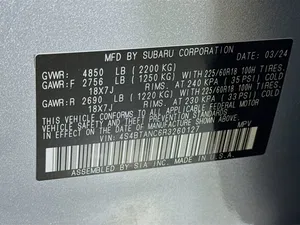 MFD. BY SUBARU CORPORATION 03/24
GVWR: 4850 LB (2200 KG)
GAWR:F 2756 LB (1250 KG) WITH 225/60R18 100H TIRES.
18X7J RIMS. AT 240 KPA (35 PSI) COLD
GAWR:R 2690 LB (1220 KG) WITH 225/60R18 100H TIRES.
18X7J RIMS. AT 230 KPA (33 PSI) COLD
THIS VEHICLE CONFORMS TO ALL APPLICABLE FEDERAL MOTOR VEHICLE
SAFETY, BUMPER, AND THEFT PREVENTION STANDARDS
IN EFFECT ON THE DATE OF MANUFACTURE SHOWN ABOVE.
VIN: 4S4BTANC6R3260127 MPV
ASSEMBLED BY SIA, INC. MADE IN U.S.A.